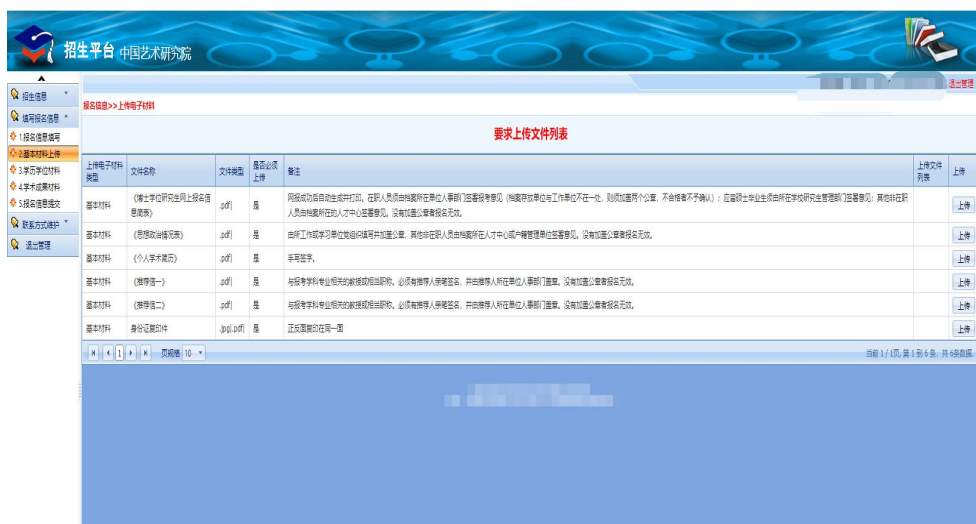 招生平台 中国艺术研究院
退出管理
招生信息
填写报名信息
1.报名信息填写
2.基本材料上传
3.学历学位材料
4.学术成果材料
5.报名信息提交
联系方式维护
退出管理
报名信息>>上传电子材料
要求上传文件列表
上传电子材料类型 文件名称 文件类型 是否必须上传 备注 上传文件列表 上传
基本材料 《博士学位研究生网上报名信息简表》 .pdf| 是 网报成功后自动生成并打印。在职人员须由档案所在单位人事部门签署报考意见（档案存放单位与工作单位不在一处，则须加盖两个公章，不合格者不予确认）；应届硕士毕业生须由所在学校研究生管理部门签署意见；其他非在职
人员由档案所在的人才中心签署意见。没有加盖公章者报名无效。 上传
基本材料 《思想政治情况表》 .pdf| 是 由所工作或学习单位党组织填写并加盖公章，其他非在职人员由档案所在人才中心或户籍管理单位签署意见。没有加盖公章者报名无效。 上传
基本材料 《个人学术简历》 .pdf| 是 手写签字。 上传
基本材料 《推荐信一》 .pdf| 是 与报考学科专业相关的教授或相当职称。必须有推荐人亲笔签名，并由推荐人所在单位人事部门盖章。没有加盖公章者报名无效。 上传
基本材料 《推荐信二》 .pdf| 是 与报考学科专业相关的教授或相当职称。必须有推荐人亲笔签名，并由推荐人所在单位人事部门盖章。没有加盖公章者报名无效。 上传
基本材料 身份证复印件 .jpg|.pdf| 是 正反面复印在同一面 上传
1 页规格 10 当前 1 / 1页, 第 1 到 6 条, 共 6条数据.